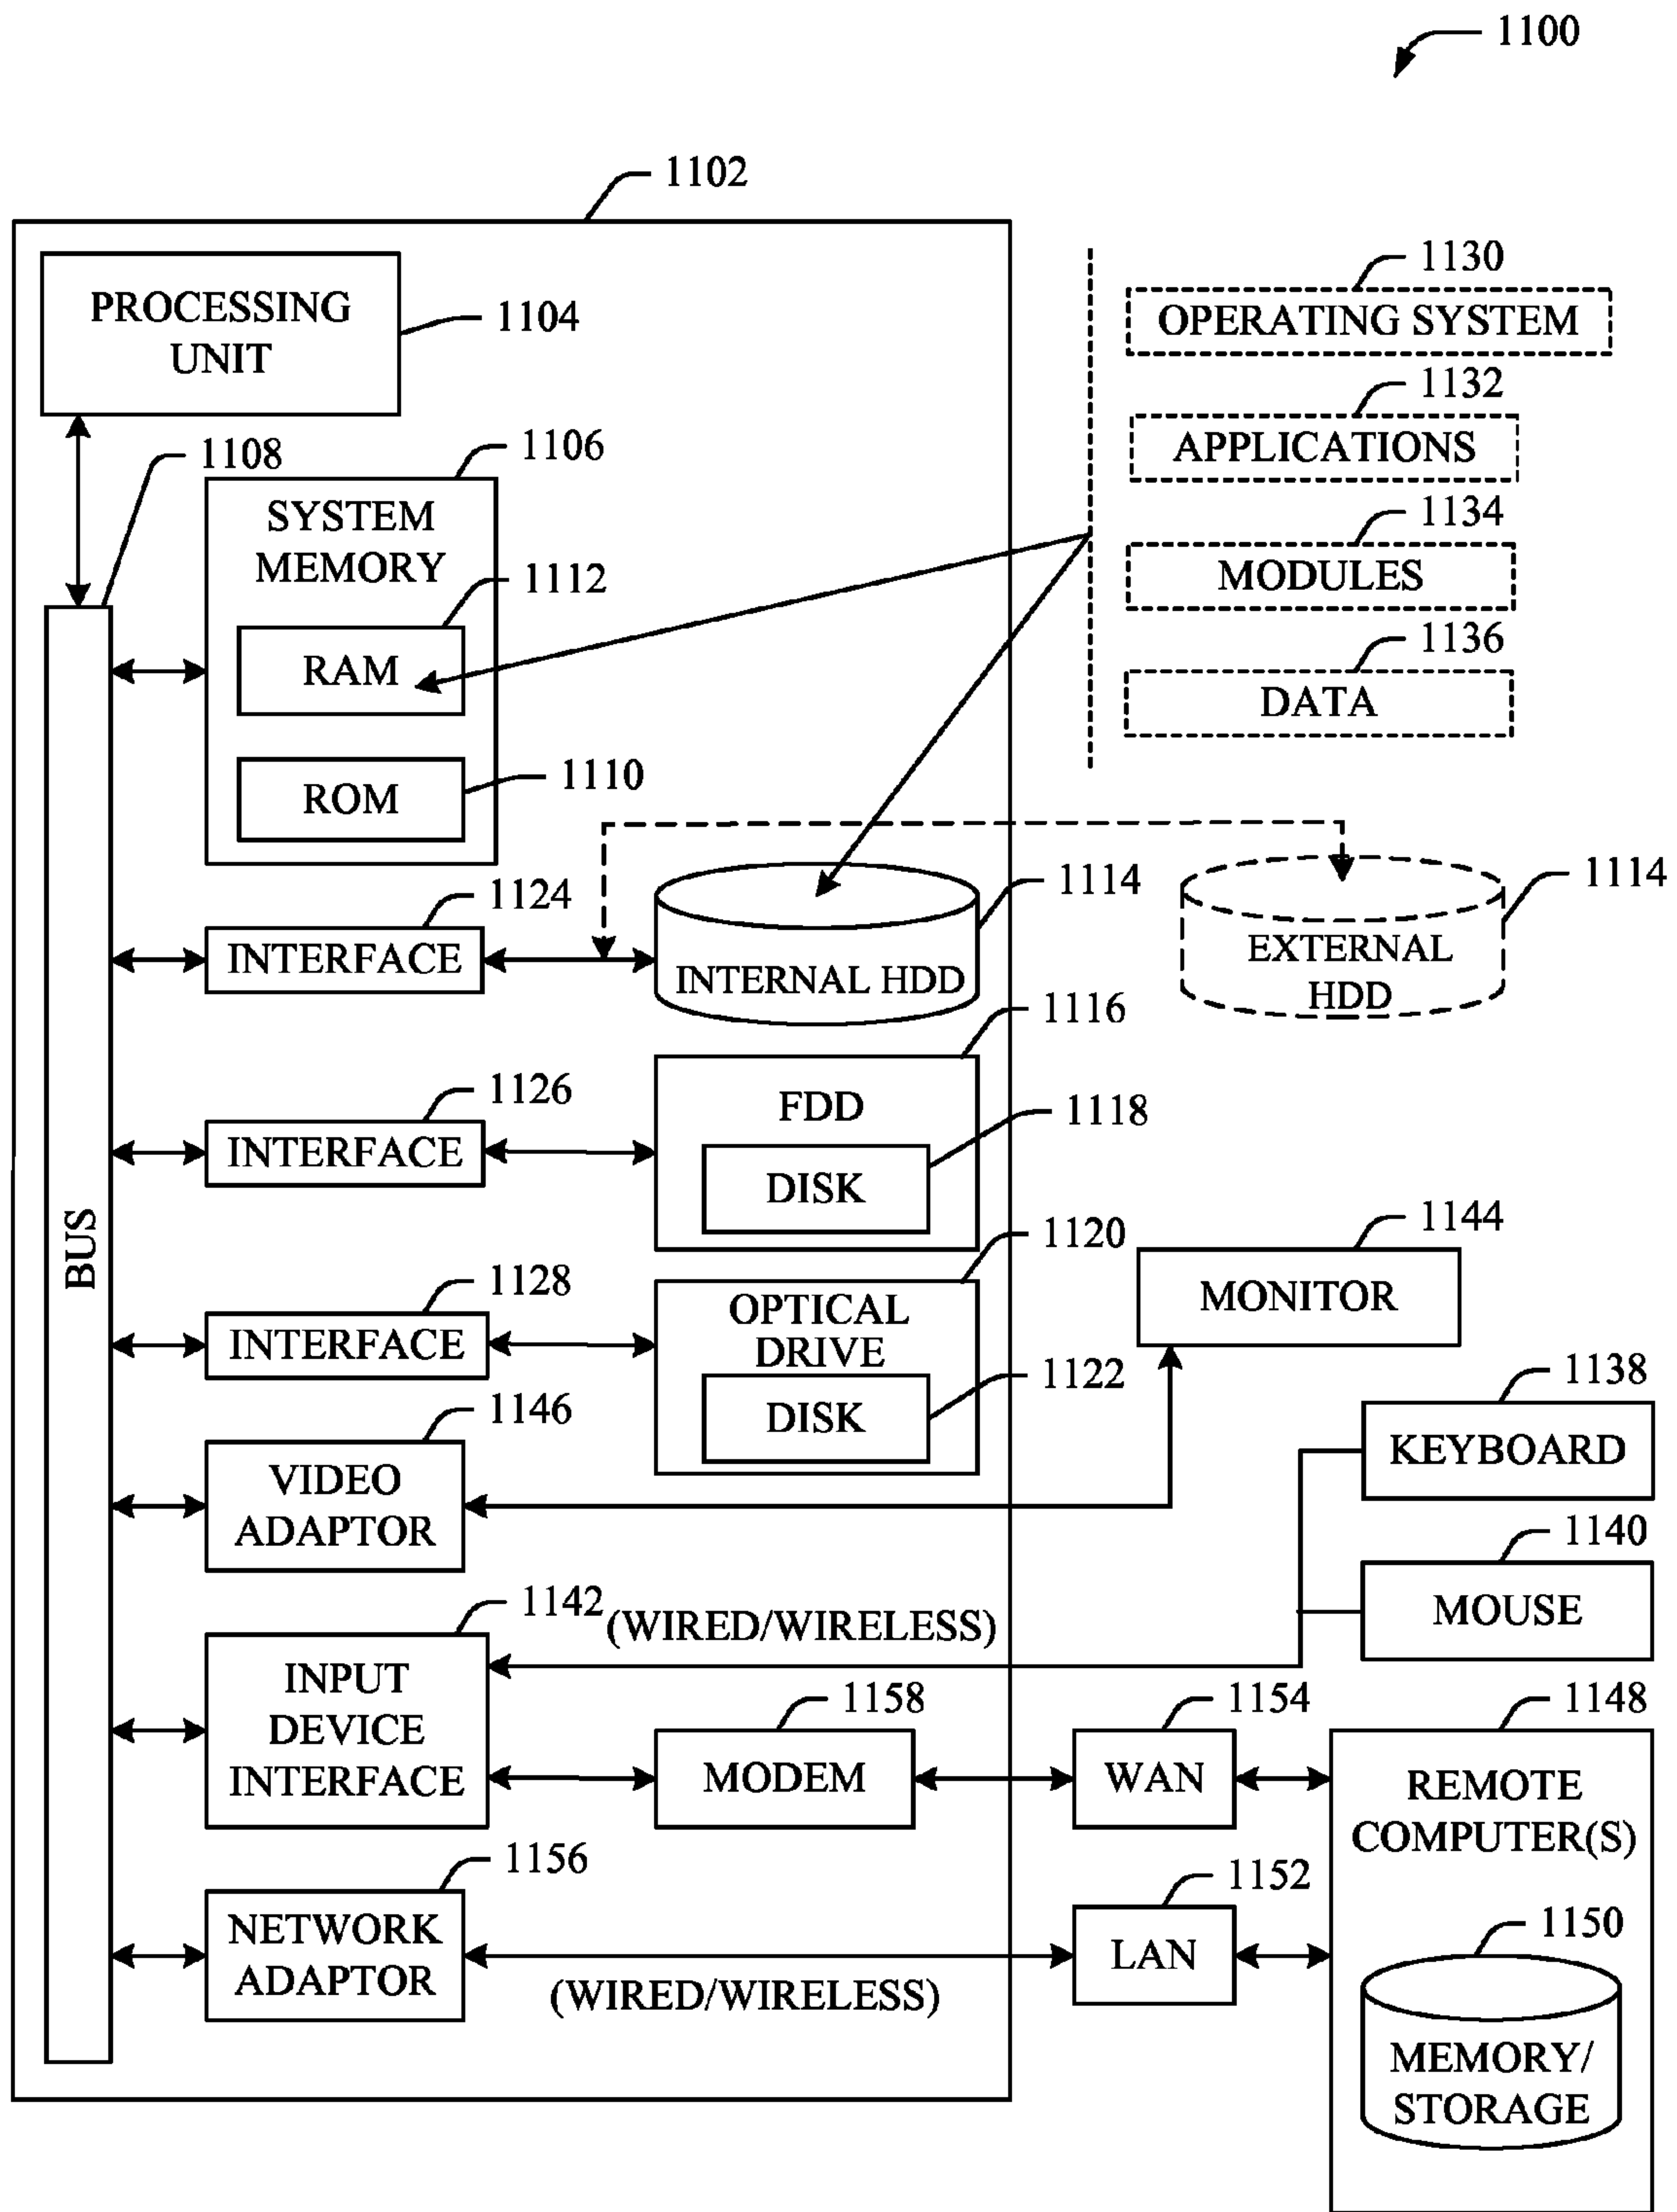 1100
1102
PROCESSING
UNIT
1104
1130
OPERATING SYSTEM
1132
APPLICATIONS
1134
MODULES
1136
DATA
1108
1106
SYSTEM
MEMORY
1112
RAM
1110
ROM
BUS
1124
INTERFACE
1114
INTERNAL HDD
1114
EXTERNAL
HDD
1116
1126
INTERFACE
FDD
1118
DISK
1120
1128
INTERFACE
OPTICAL
DRIVE
1122
DISK
1144
MONITOR
1146
VIDEO
ADAPTOR
1138
KEYBOARD
1140
MOUSE
1142
(WIRED/WIRELESS)
INPUT
DEVICE
INTERFACE
1158
MODEM
1154
WAN
1148
REMOTE
COMPUTER(S)
1156
NETWORK
ADAPTOR
(WIRED/WIRELESS)
1152
LAN
1150
MEMORY/
STORAGE